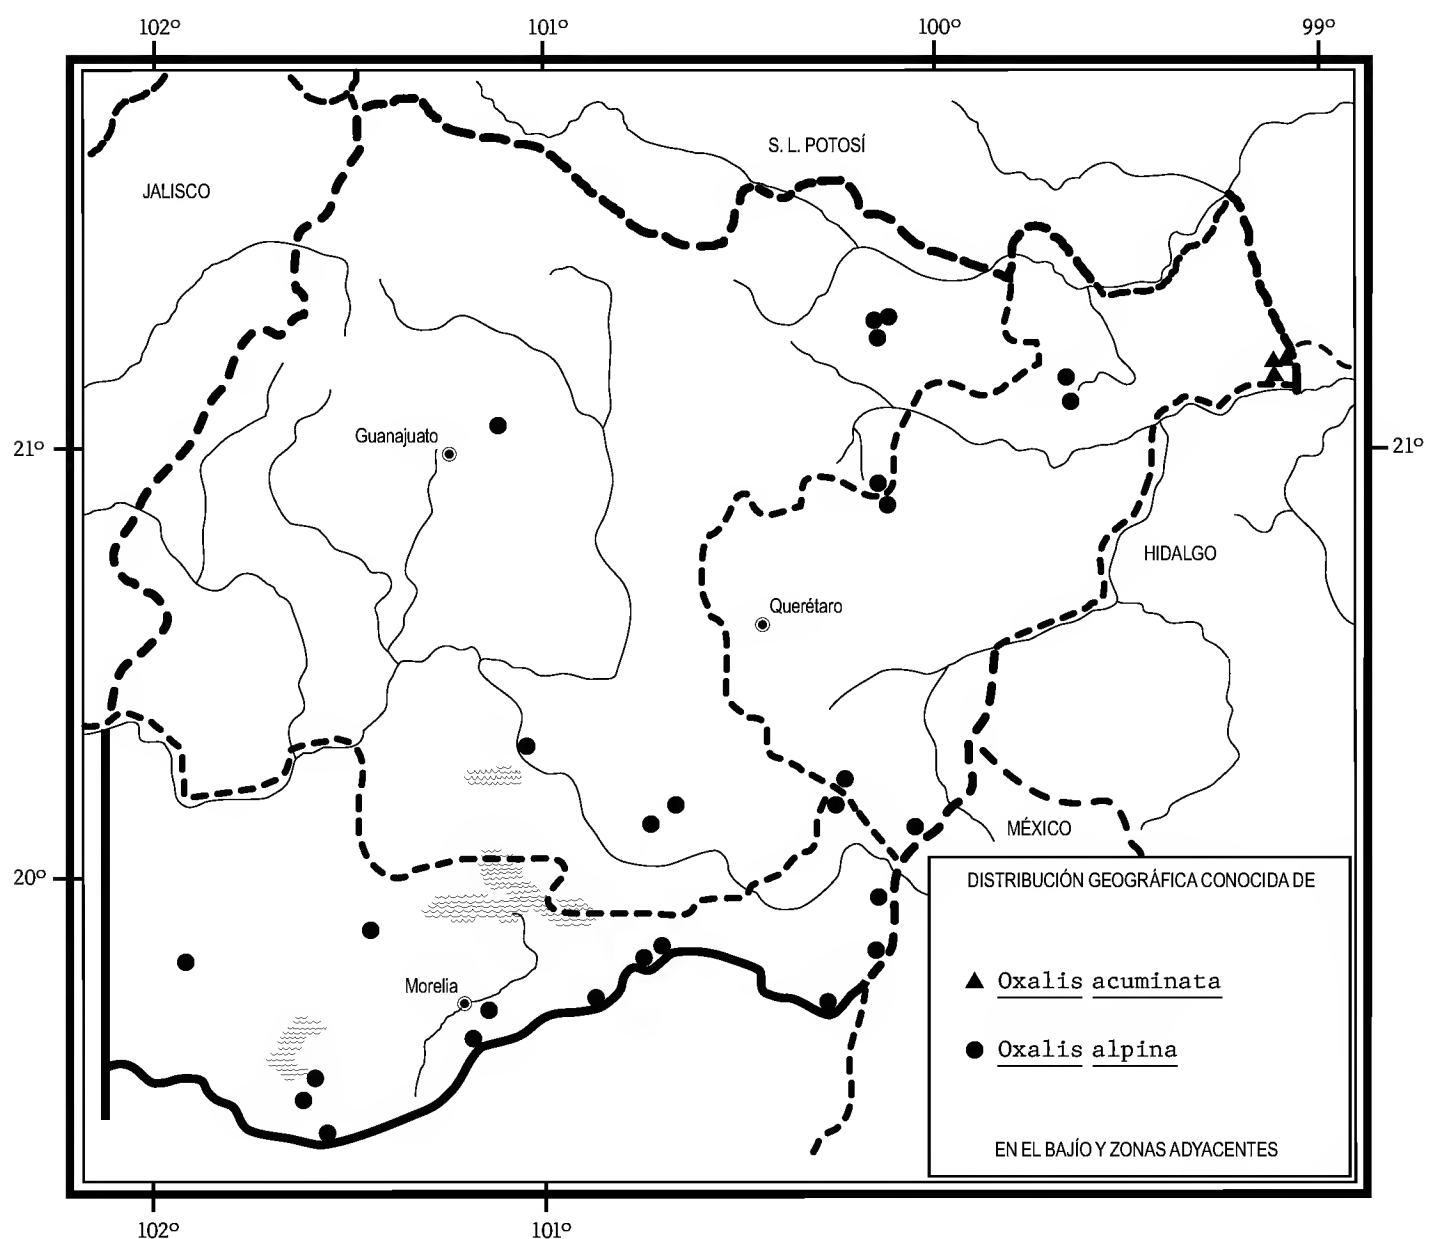 102º 101º 100º 99º
S. L. POTOSÍ
JALISCO
Guanajuato
21º
21º
HIDALGO
Querétaro
MÉXICO
20º
DISTRIBUCIÓN GEOGRÁFICA CONOCIDA DE
Oxalis acuminata
Morelia
Oxalis alpina
EN EL BAJÍO Y ZONAS ADYACENTES
102º 101º